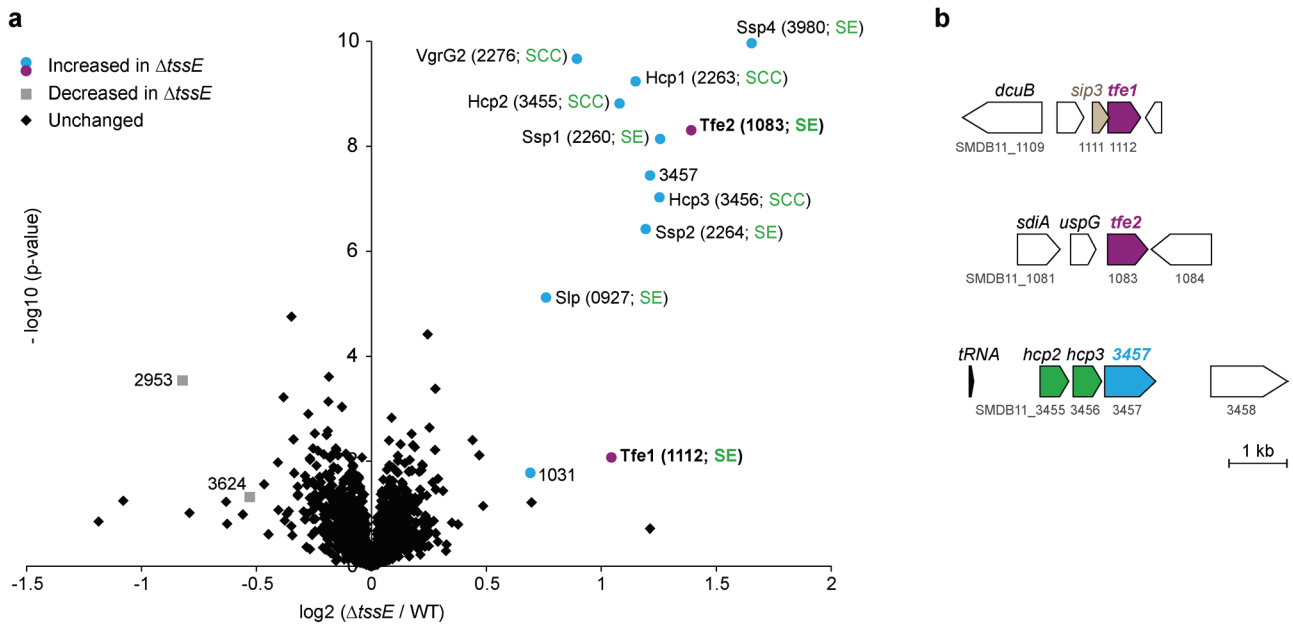 a
Increased in ΔtssE
Decreased in ΔtssE
Unchanged
- log10 (p-value)
10
8
6
4
0
Ssp4 (3980; SE)
VgrG2 (2276; SCC)
Hcp1 (2263; SCC)
Hcp2 (3455; SCC)
Tfe2 (1083; SE)
Ssp1 (2260; SE)
3457
Hcp3 (3456; SCC)
Ssp2 (2264; SE)
Slp (0927; SE)
2953
Tfe1 (1112; SE)
1031
3624
-1.5 -1 -0.5 0 0.5 1 1.5 2
log2 (ΔtssE / WT)
b
dcuB sip3 tfe1
SMDB11_1109 1111 1112
sdiA uspG tfe2
SMDB11_1081 1083 1084
tRNA hcp2 hcp3 3457
SMDB11_3455 3456 3457 3458
1 kb